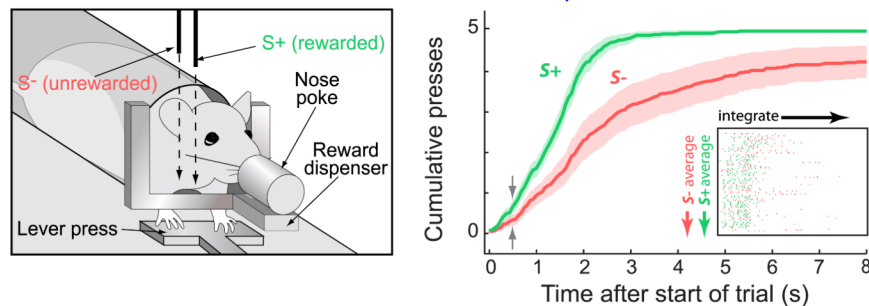 S+ (rewarded)
S- (unrewarded)
Nose
poke
Reward
dispenser
Lever press
Cumulative presses
5
1
0
S+
S-
integrate
S- average
S+ average
0 1 2 3 4 5 6 7 8
Time after start of trial (s)